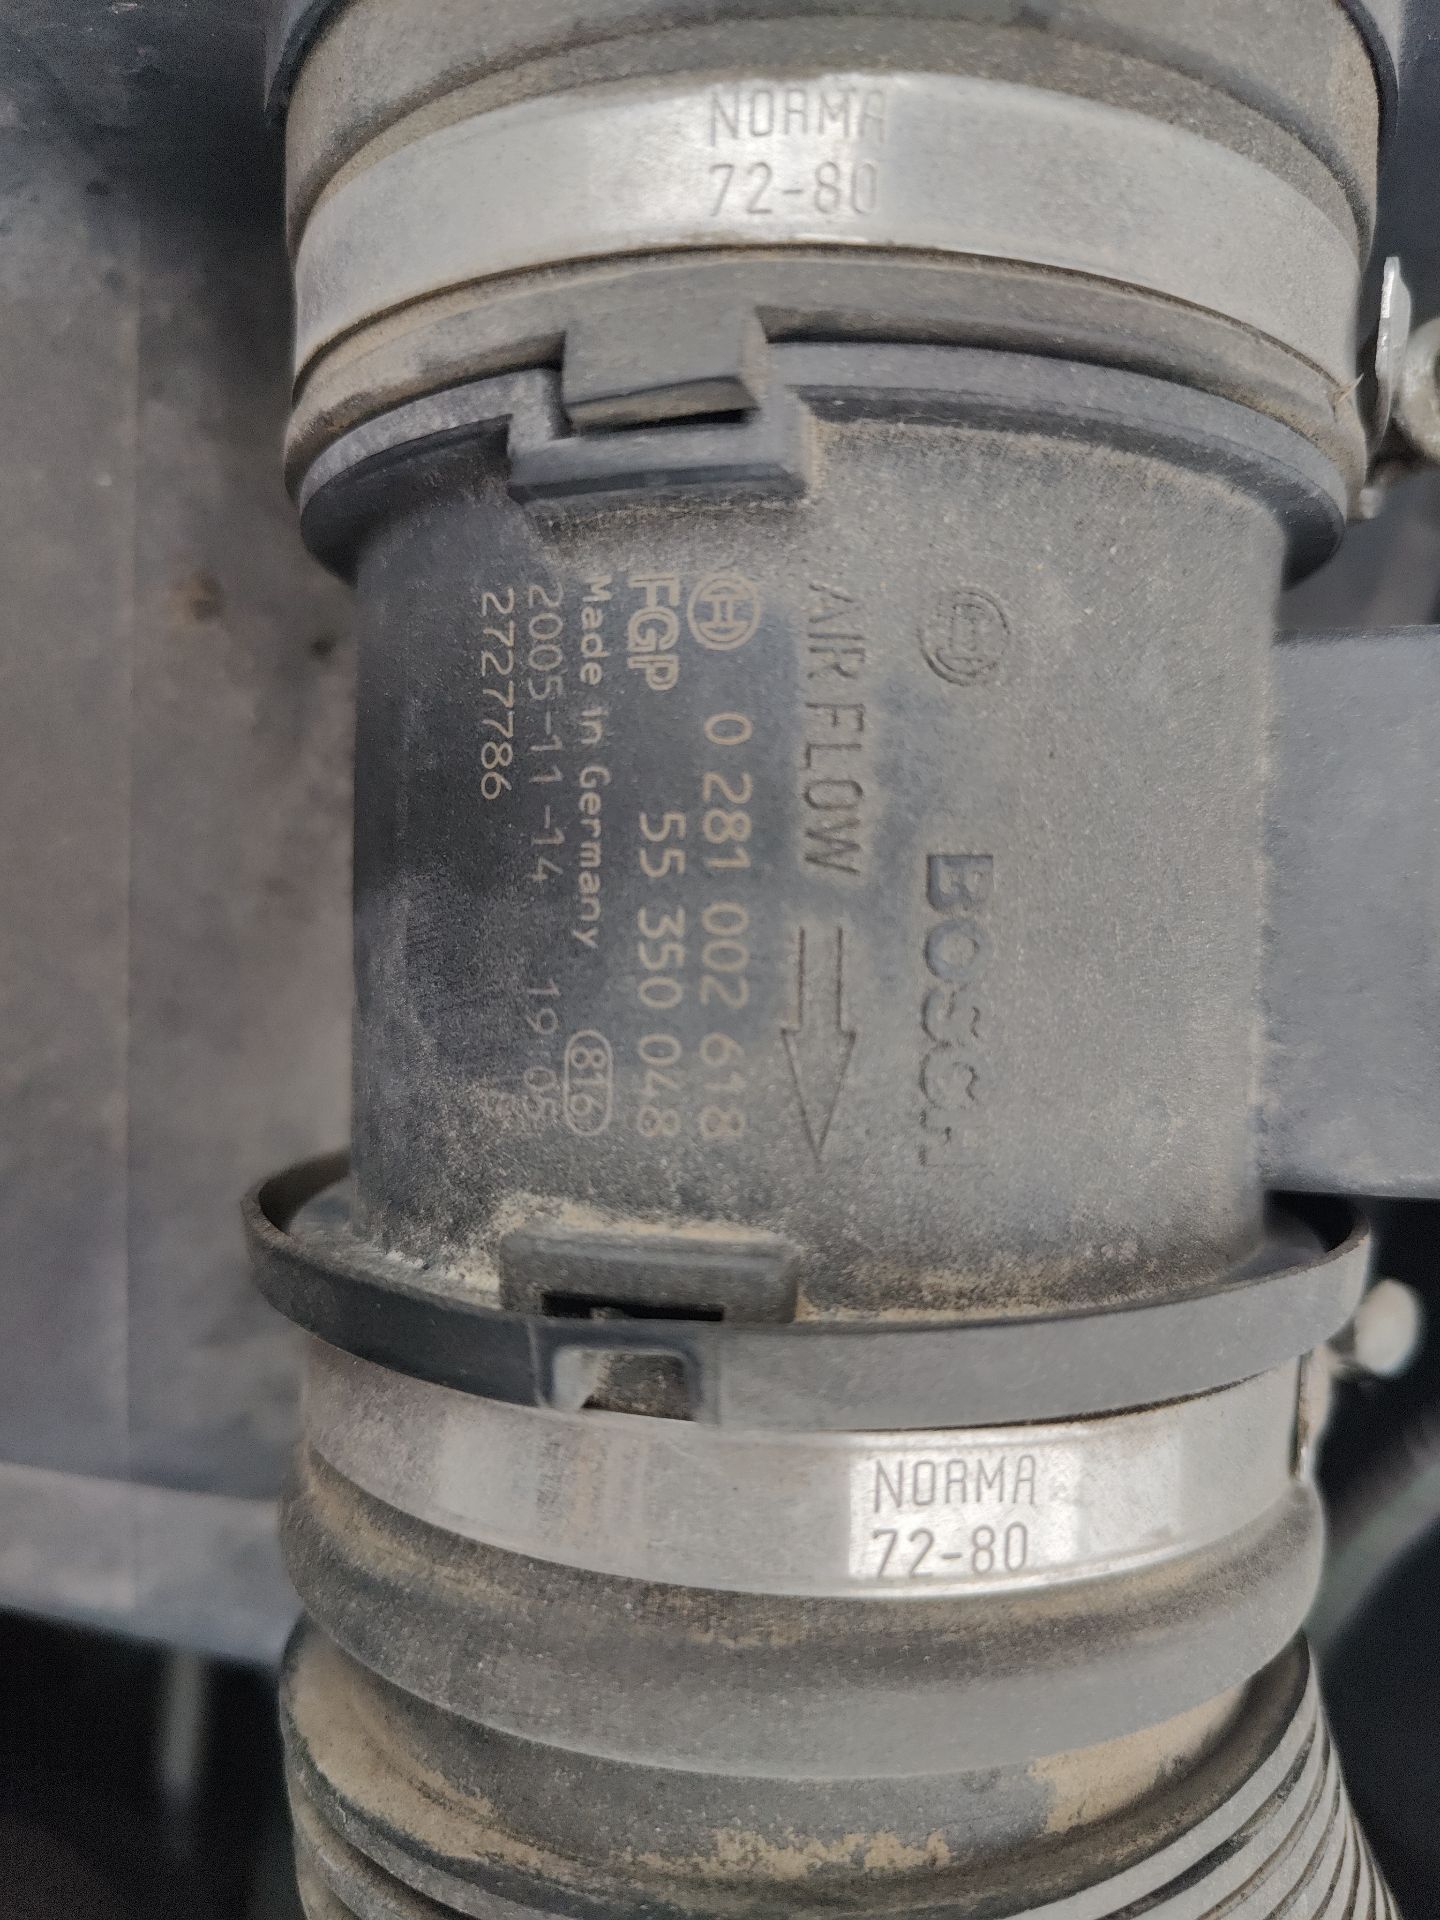 NORMA
72-80
BOSCH
AIR FLOW
0 281 002 618
FGP 55 350 048
Made in Germany 816
2005-11-14 19:05
2727786
NORMA
72-80